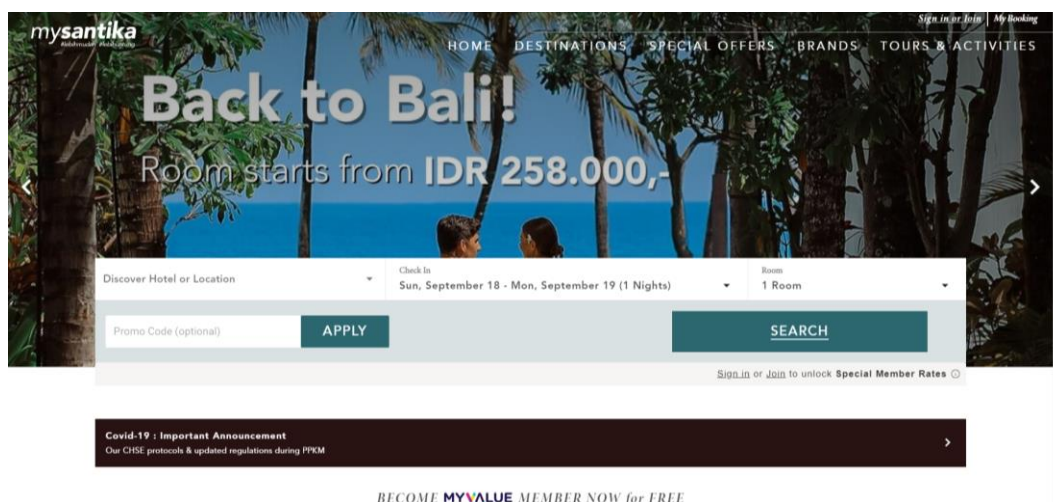 Sign in or Join | My Booking
mysantika
HOME DESTINATIONS SPECIAL OFFERS BRANDS TOURS & ACTIVITIES
Back to Bali!
Room starts from IDR 258.000,-
Discover Hotel or Location
Check In
Sun, September 18 - Mon, September 19 (1 Nights)
Room
1 Room
Promo Code (optional)
APPLY
SEARCH
Sign in or Join to unlock Special Member Rates
Covid-19 : Important Announcement
Our CHSE protocols & updated regulations during PPKM
BECOME MYVALUE MEMBER NOW for FREE